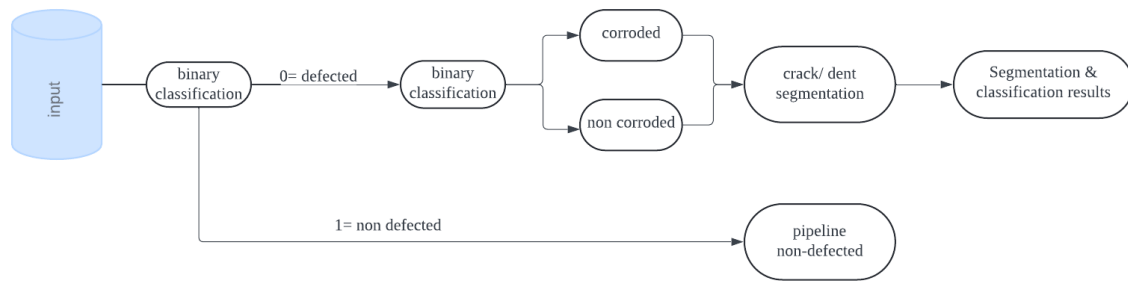 input
binary
classification
0= defected
binary
classification
corroded
non corroded
crack/ dent
segmentation
Segmentation &
classification results
1= non defected
pipeline
non-defected